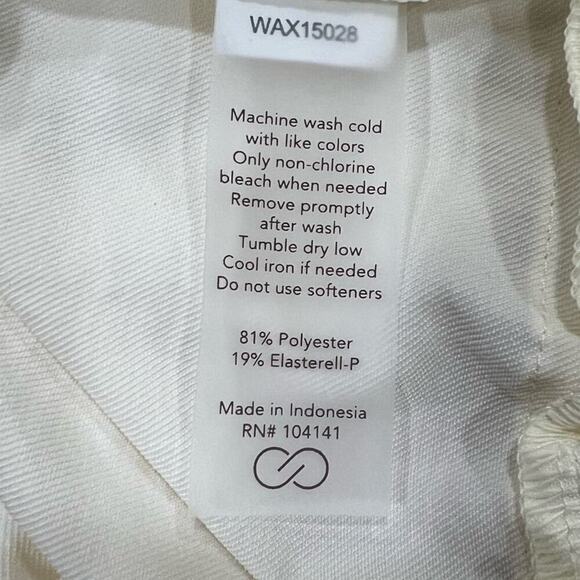 WAX15028
Machine wash cold
with like colors
Only non-chlorine
bleach when needed
Remove promptly
after wash
Tumble dry low
Cool iron if needed
Do not use softeners
81% Polyester
19% Elasterell-P
Made in Indonesia
RN# 104141